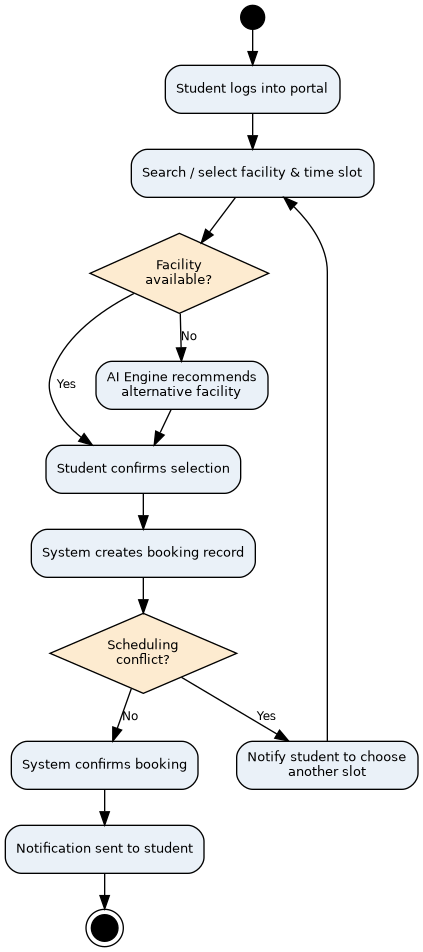 Student logs into portal
Search / select facility & time slot
Facility
available?
No
Yes
AI Engine recommends
alternative facility
Student confirms selection
System creates booking record
Scheduling
conflict?
No
Yes
System confirms booking
Notify student to choose
another slot
Notification sent to student